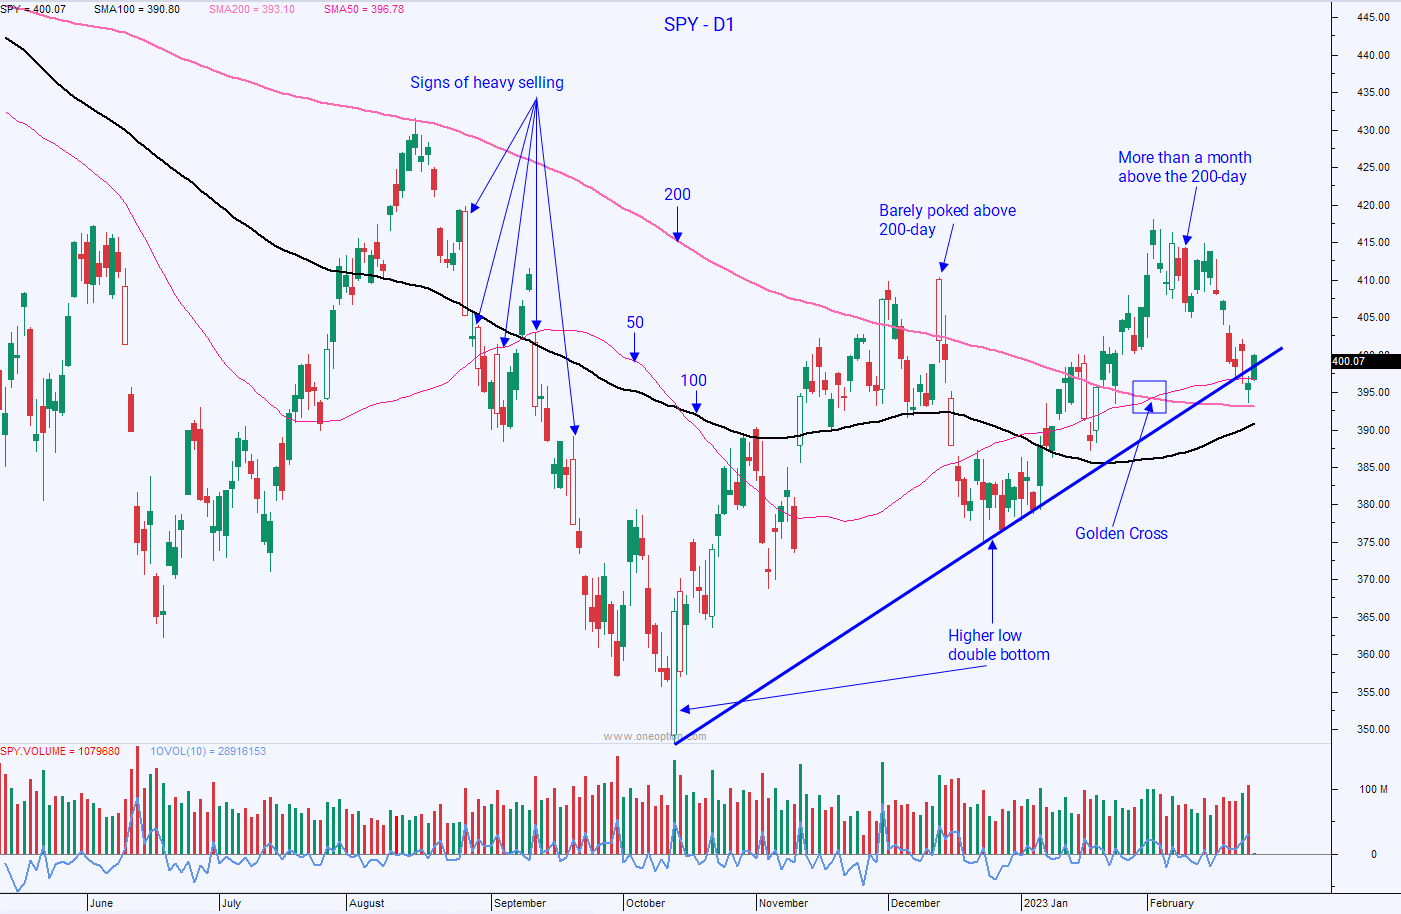 SPY = 400.07 SMA100 = 390.80 SMA200 = 393.10 SMA50 = 396.78
SPY - D1
445.00
440.00
435.00
430.00
425.00
420.00
415.00
410.00
405.00
400.07
395.00
390.00
385.00
380.00
375.00
370.00
365.00
360.00
355.00
350.00
Signs of heavy selling
200
50
100
Barely poked above
200-day
More than a month
above the 200-day
Golden Cross
Higher low
double bottom
www.oneoption.com
SPY.VOLUME = 1079680 1OVOL(10) = 28916153
100 M
0
June July August September October November December 2023 Jan February